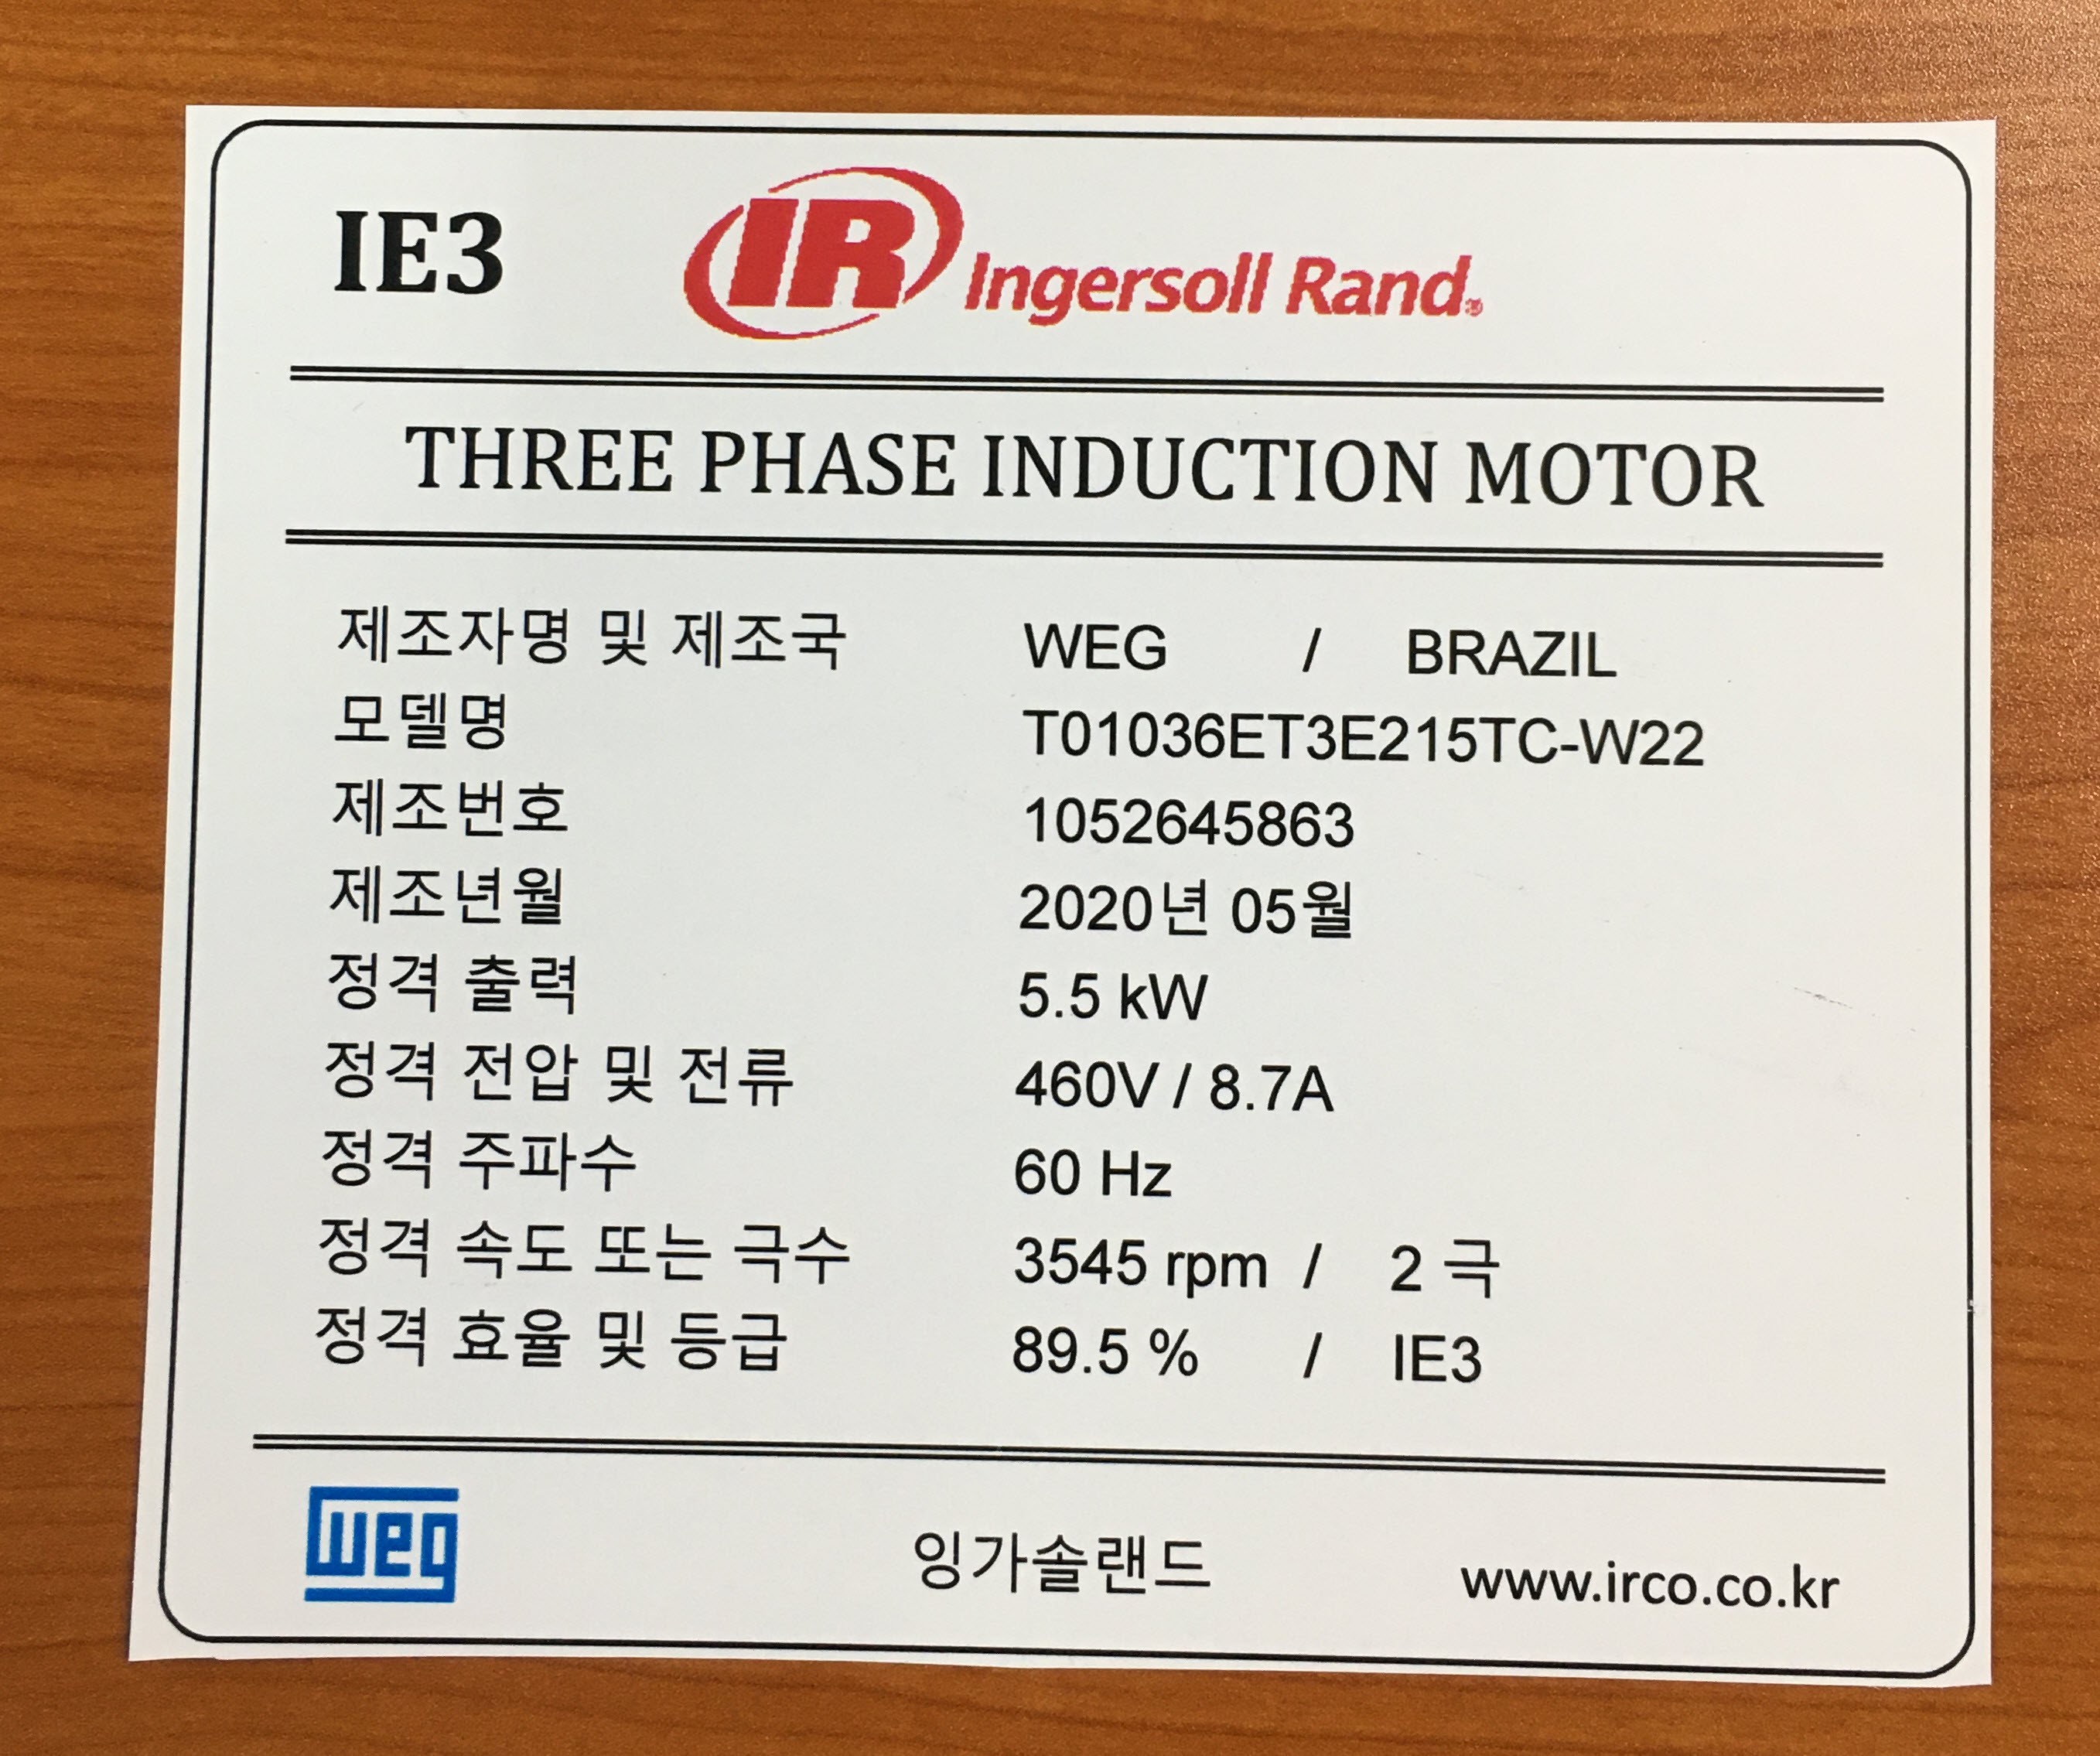 IE3
IR Ingersoll Rand®
THREE PHASE INDUCTION MOTOR
제조자명 및 제조국 WEG / BRAZIL
모델명 T01036ET3E215TC-W22
제조번호 1052645863
제조년월 2020년 05월
정격 출력 5.5 kW
정격 전압 및 전류 460V / 8.7A
정격 주파수 60 Hz
정격 속도 또는 극수 3545 rpm / 2 극
정격 효율 및 등급 89.5 % / IE3
weg 잉가솔랜드 www.irco.co.kr